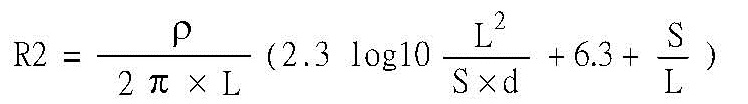 R2 = ρ / (2 π × L) (2.3 log10 L² / (S×d) + 6.3 + S / L )